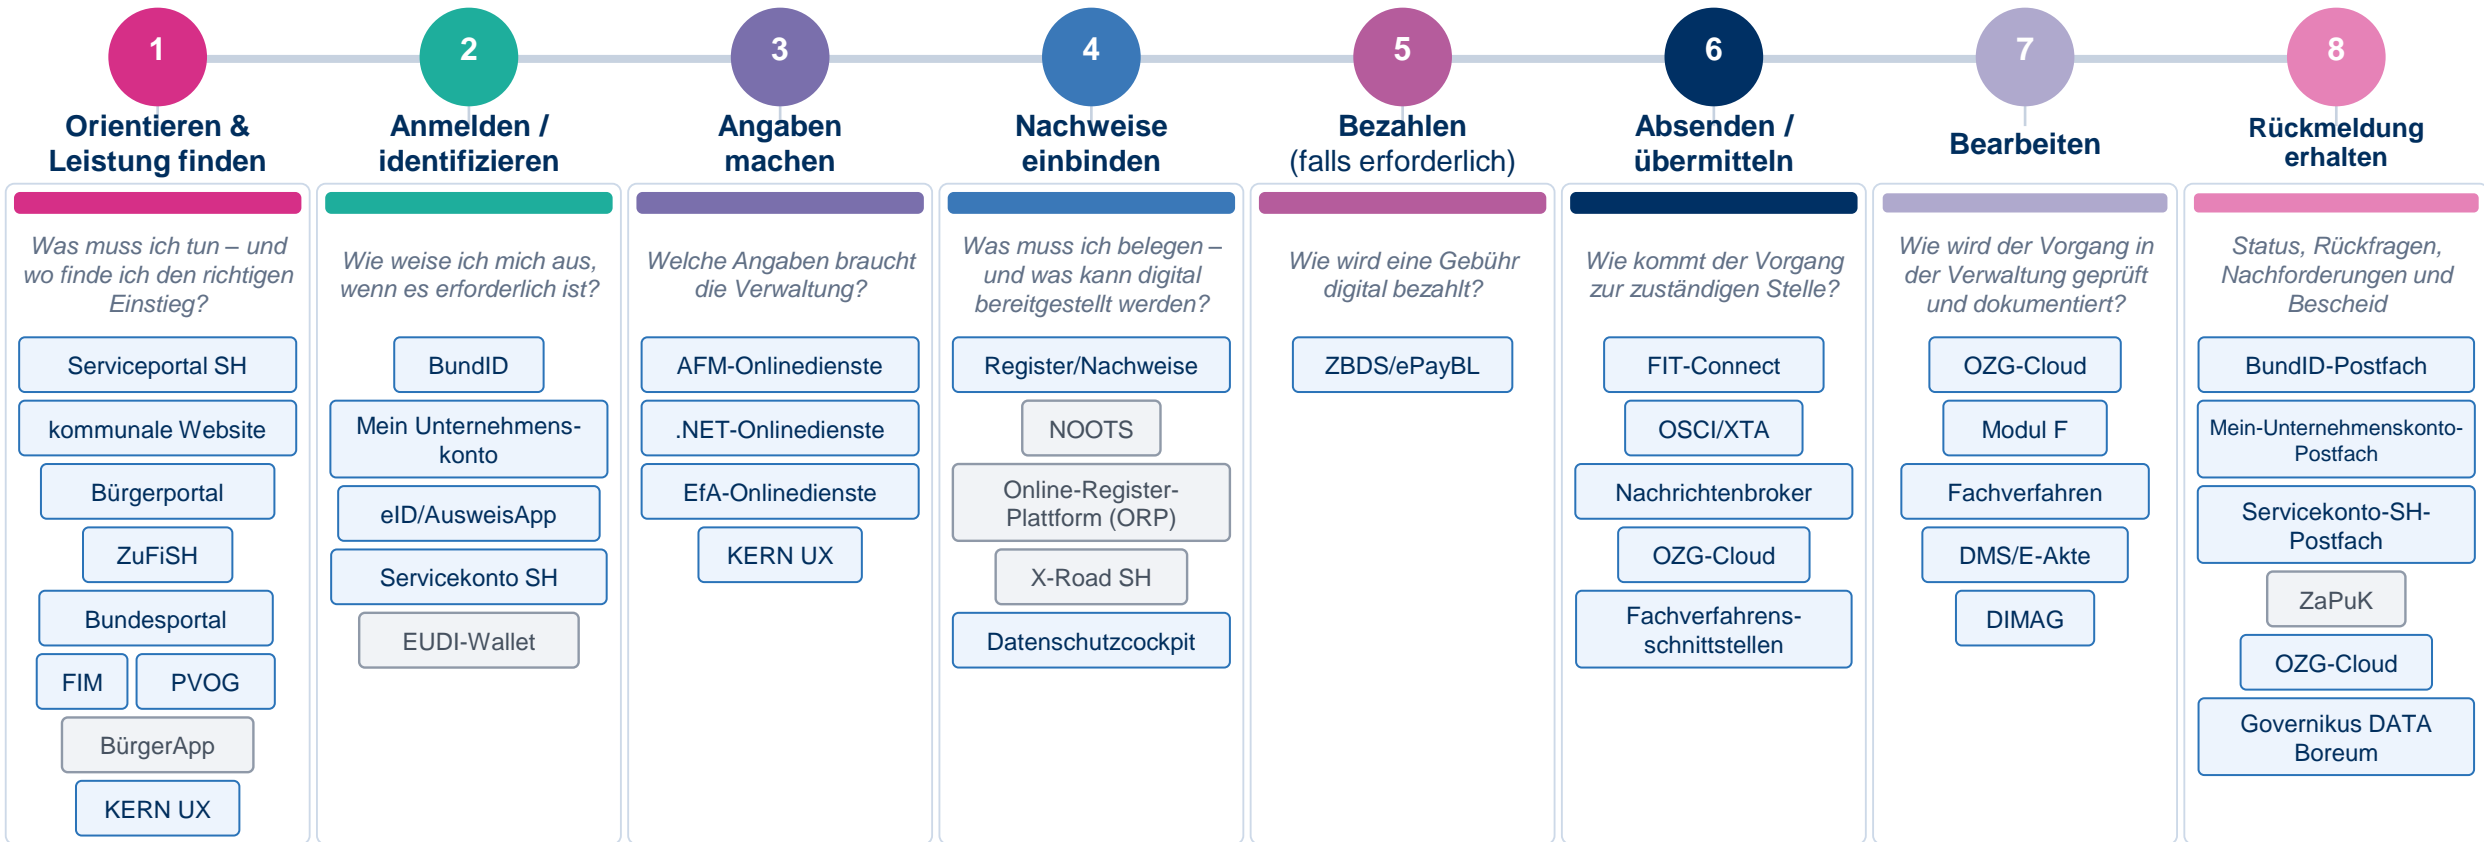 1
Orientieren &
Leistung finden
Was muss ich tun – und
wo finde ich den richtigen
Einstieg?
Serviceportal SH
kommunale Website
Bürgerportal
ZuFiSH
Bundesportal
FIM
PVOG
BürgerApp
KERN UX
2
Anmelden /
identifizieren
Wie weise ich mich aus,
wenn es erforderlich ist?
BundID
Mein Unternehmens-
konto
eID/AusweisApp
Servicekonto SH
EUDI-Wallet
3
Angaben
machen
Welche Angaben braucht
die Verwaltung?
AFM-Onlinedienste
.NET-Onlinedienste
EfA-Onlinedienste
KERN UX
4
Nachweise
einbinden
Was muss ich belegen –
und was kann digital
bereitgestellt werden?
Register/Nachweise
NOOTS
Online-Register-
Plattform (ORP)
X-Road SH
Datenschutzcockpit
5
Bezahlen
(falls erforderlich)
Wie wird eine Gebühr
digital bezahlt?
ZBDS/ePayBL
6
Absenden /
übermitteln
Wie kommt der Vorgang
zur zuständigen Stelle?
FIT-Connect
OSCI/XTA
Nachrichtenbroker
OZG-Cloud
Fachverfahrens-
schnittstellen
7
Bearbeiten
Wie wird der Vorgang in
der Verwaltung geprüft
und dokumentiert?
OZG-Cloud
Modul F
Fachverfahren
DMS/E-Akte
DIMAG
8
Rückmeldung
erhalten
Status, Rückfragen,
Nachforderungen und
Bescheid
BundID-Postfach
Mein-Unternehmenskonto-
Postfach
Servicekonto-SH-
Postfach
ZaPuK
OZG-Cloud
Governikus DATA
Boreum